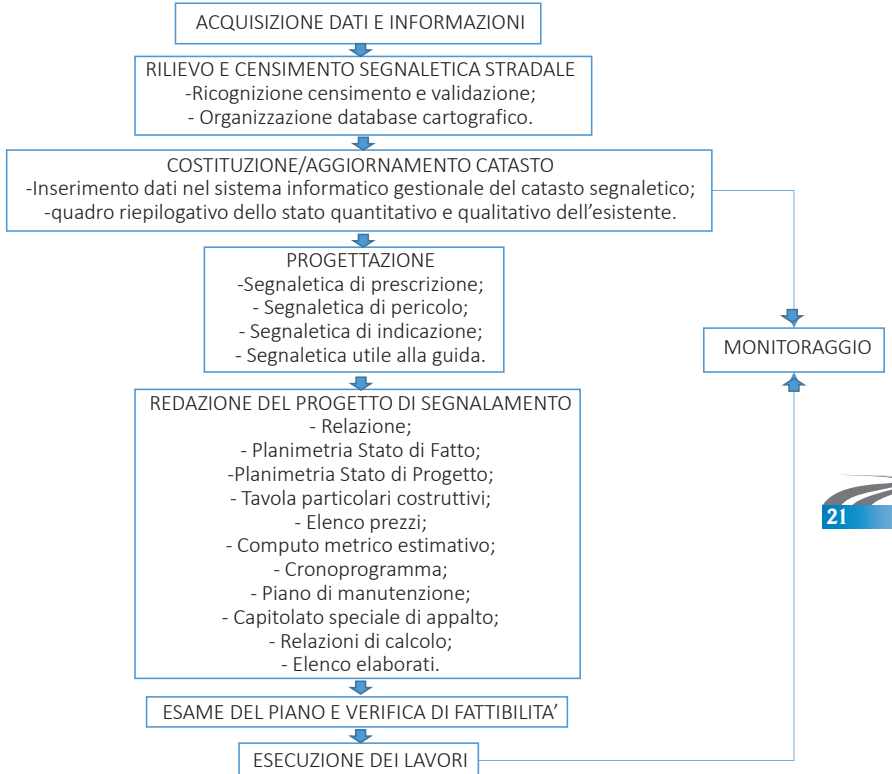 ACQUISIZIONE DATI E INFORMAZIONI
RILIEVO E CENSIMENTO SEGNALETICA STRADALE
-Ricognizione censimento e validazione;
- Organizzazione database cartografico.
COSTITUZIONE/AGGIORNAMENTO CATASTO
-Inserimento dati nel sistema informatico gestionale del catasto segnaletico;
-quadro riepilogativo dello stato quantitativo e qualitativo dell’esistente.
PROGETTAZIONE
-Segnaletica di prescrizione;
- Segnaletica di pericolo;
- Segnaletica di indicazione;
- Segnaletica utile alla guida.
MONITORAGGIO
REDAZIONE DEL PROGETTO DI SEGNALAMENTO
- Relazione;
- Planimetria Stato di Fatto;
-Planimetria Stato di Progetto;
- Tavola particolari costruttivi;
- Elenco prezzi;
- Computo metrico estimativo;
- Cronoprogramma;
- Piano di manutenzione;
- Capitolato speciale di appalto;
- Relazioni di calcolo;
- Elenco elaborati.
21
ESAME DEL PIANO E VERIFICA DI FATTIBILITA’
ESECUZIONE DEI LAVORI